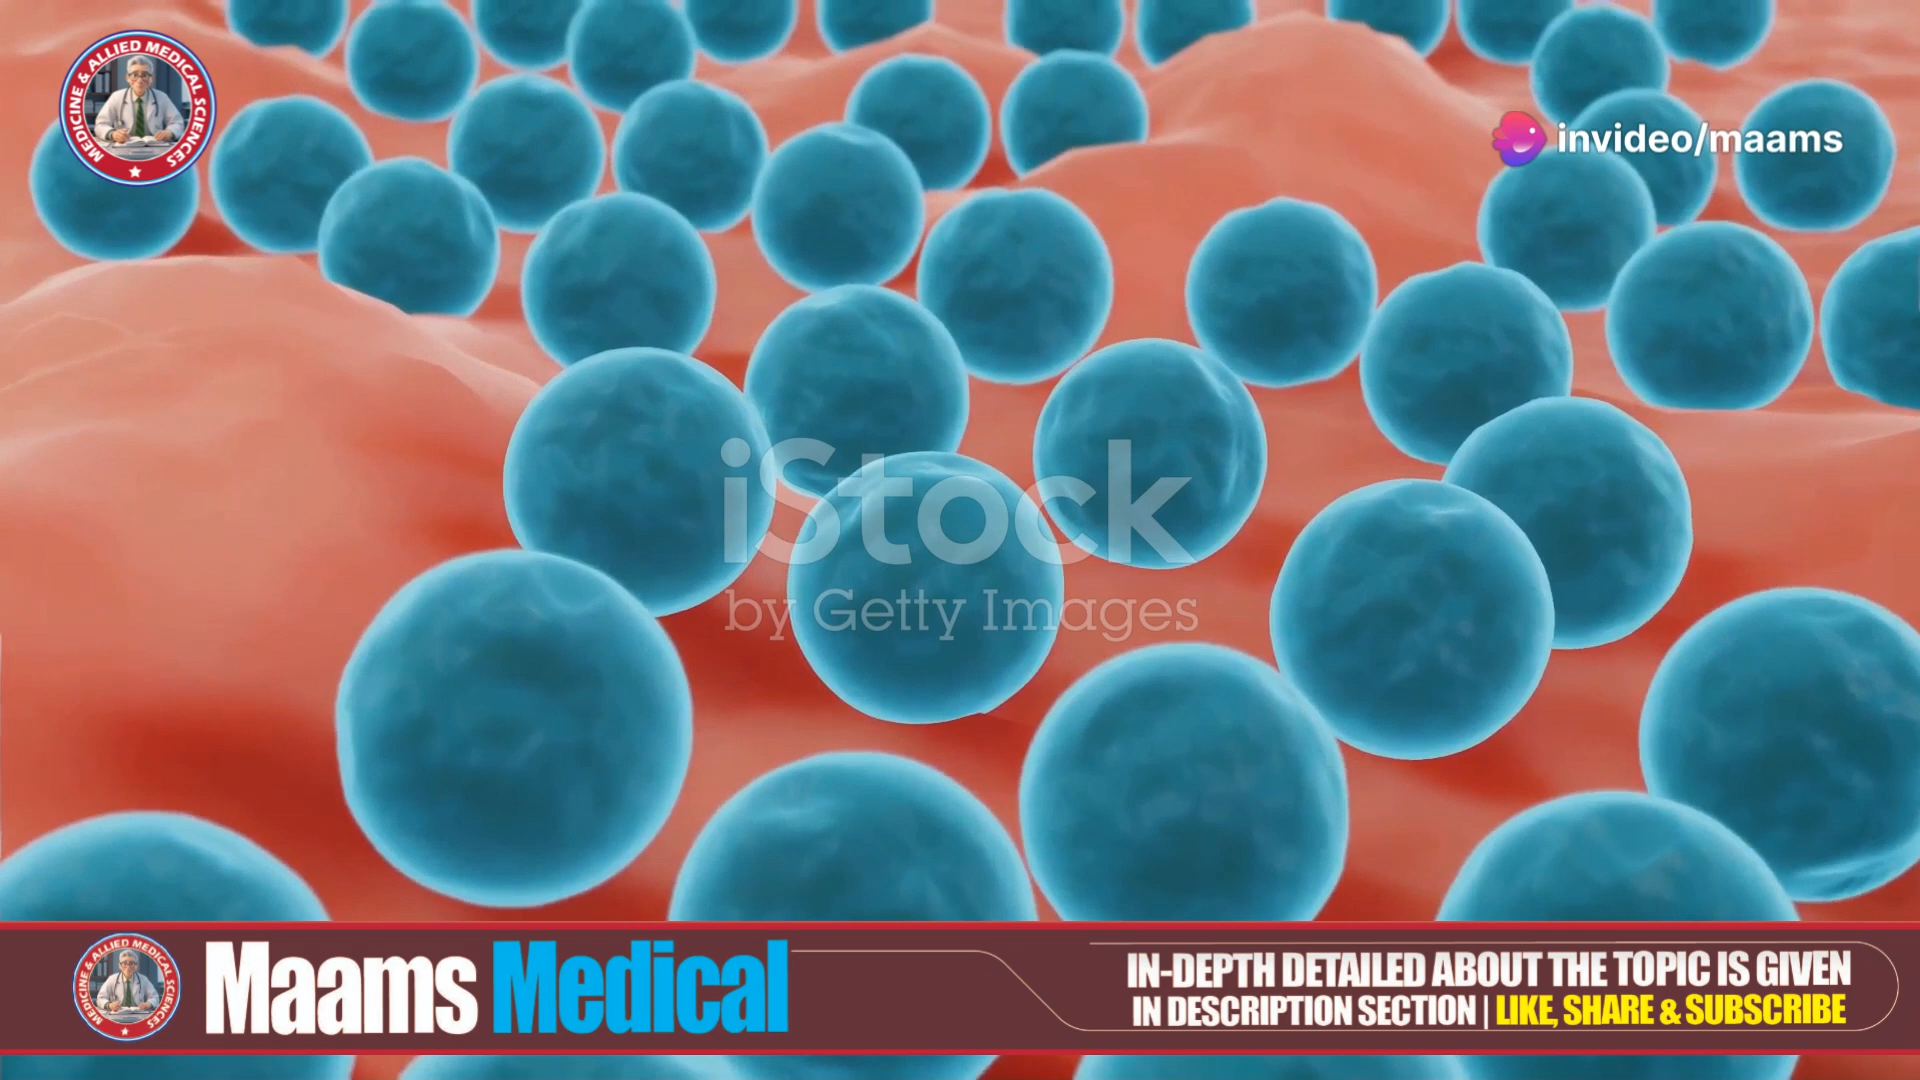 MEDICINE & ALLIED MEDICAL SCIENCES
invideo/maams
iStock
by Getty Images
MEDICINE & ALLIED MEDICAL SCIENCES
Maams Medical
IN-DEPTH DETAILED ABOUT THE TOPIC IS GIVEN
IN DESCRIPTION SECTION | LIKE, SHARE & SUBSCRIBE